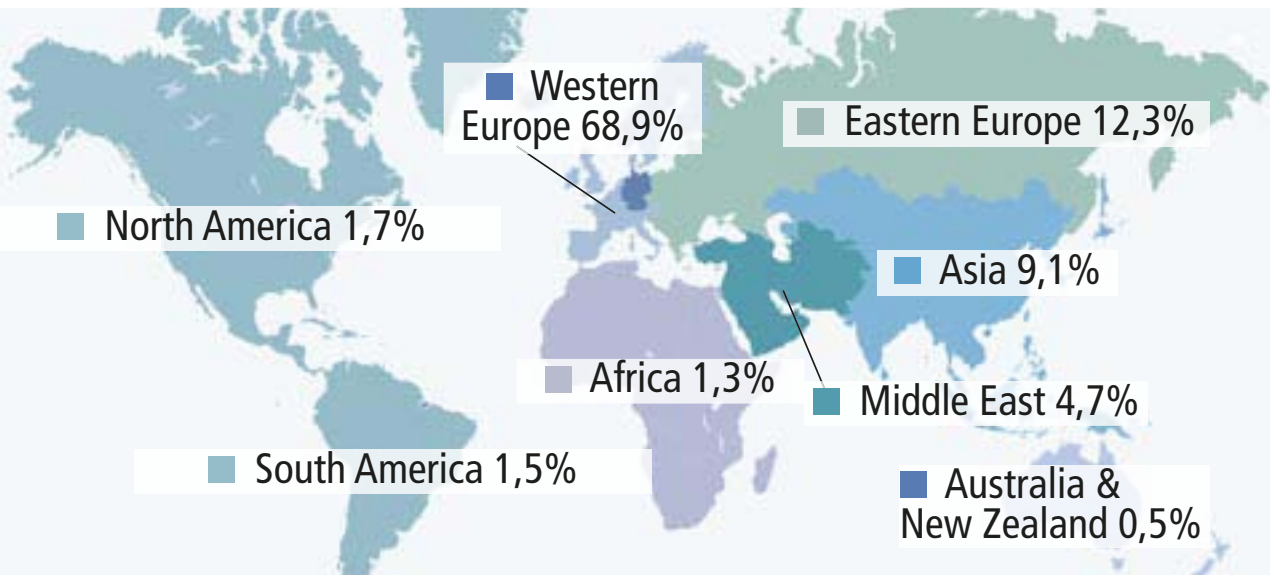 Western
Europe 68,9%
Eastern Europe 12,3%
North America 1,7%
Asia 9,1%
Africa 1,3%
Middle East 4,7%
South America 1,5%
Australia &
New Zealand 0,5%